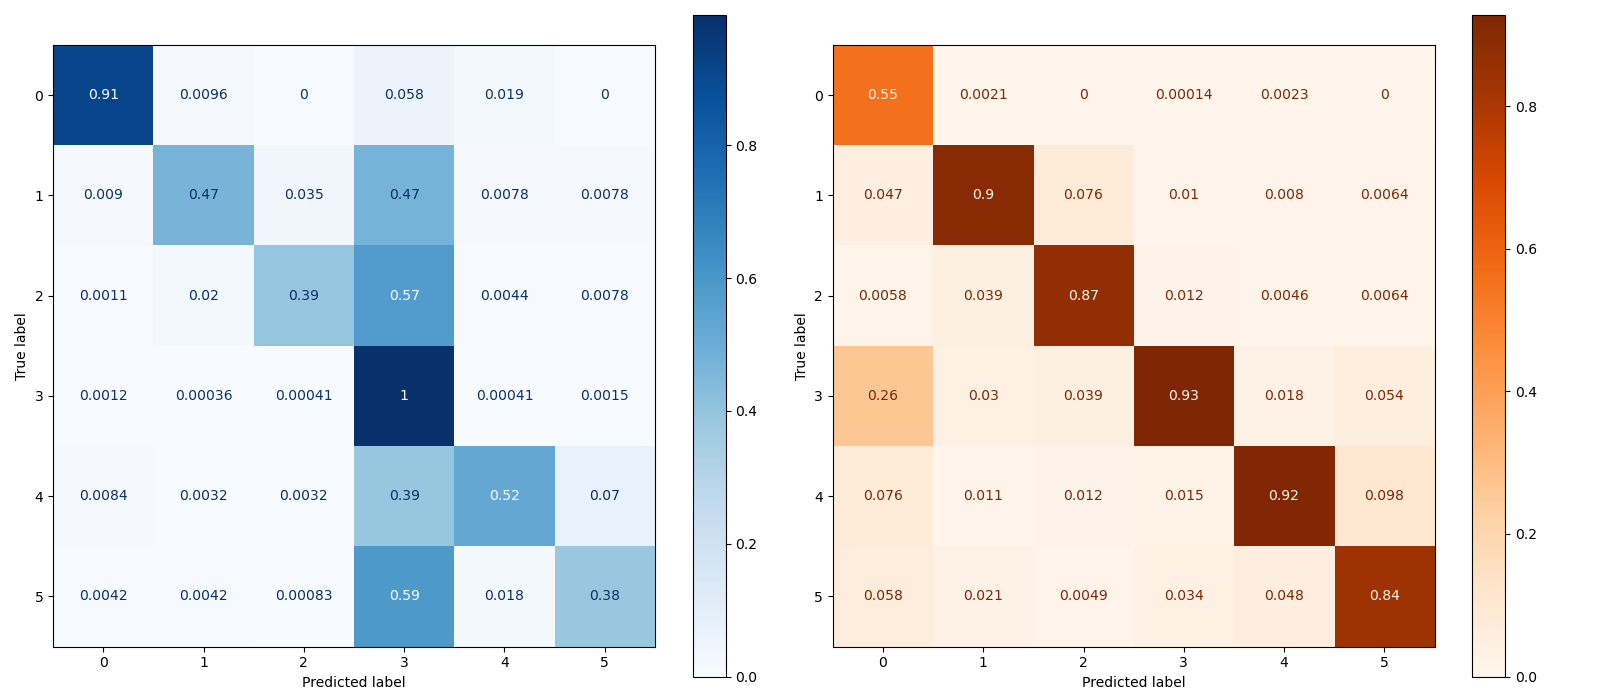 0 0.91 0.0096 0 0.058 0.019 0
1 0.009 0.47 0.035 0.47 0.0078 0.0078
2 0.0011 0.02 0.39 0.57 0.0044 0.0078
3 0.0012 0.00036 0.00041 1 0.00041 0.0015
4 0.0084 0.0032 0.0032 0.39 0.52 0.07
5 0.0042 0.0042 0.00083 0.59 0.018 0.38
0 1 2 3 4 5
True label
Predicted label
0.8
0.6
0.4
0.2
0.0
0 0.55 0.0021 0 0.00014 0.0023 0
1 0.047 0.9 0.076 0.01 0.008 0.0064
2 0.0058 0.039 0.87 0.012 0.0046 0.0064
3 0.26 0.03 0.039 0.93 0.018 0.054
4 0.076 0.011 0.012 0.015 0.92 0.098
5 0.058 0.021 0.0049 0.034 0.048 0.84
0 1 2 3 4 5
True label
Predicted label
0.8
0.6
0.4
0.2
0.0